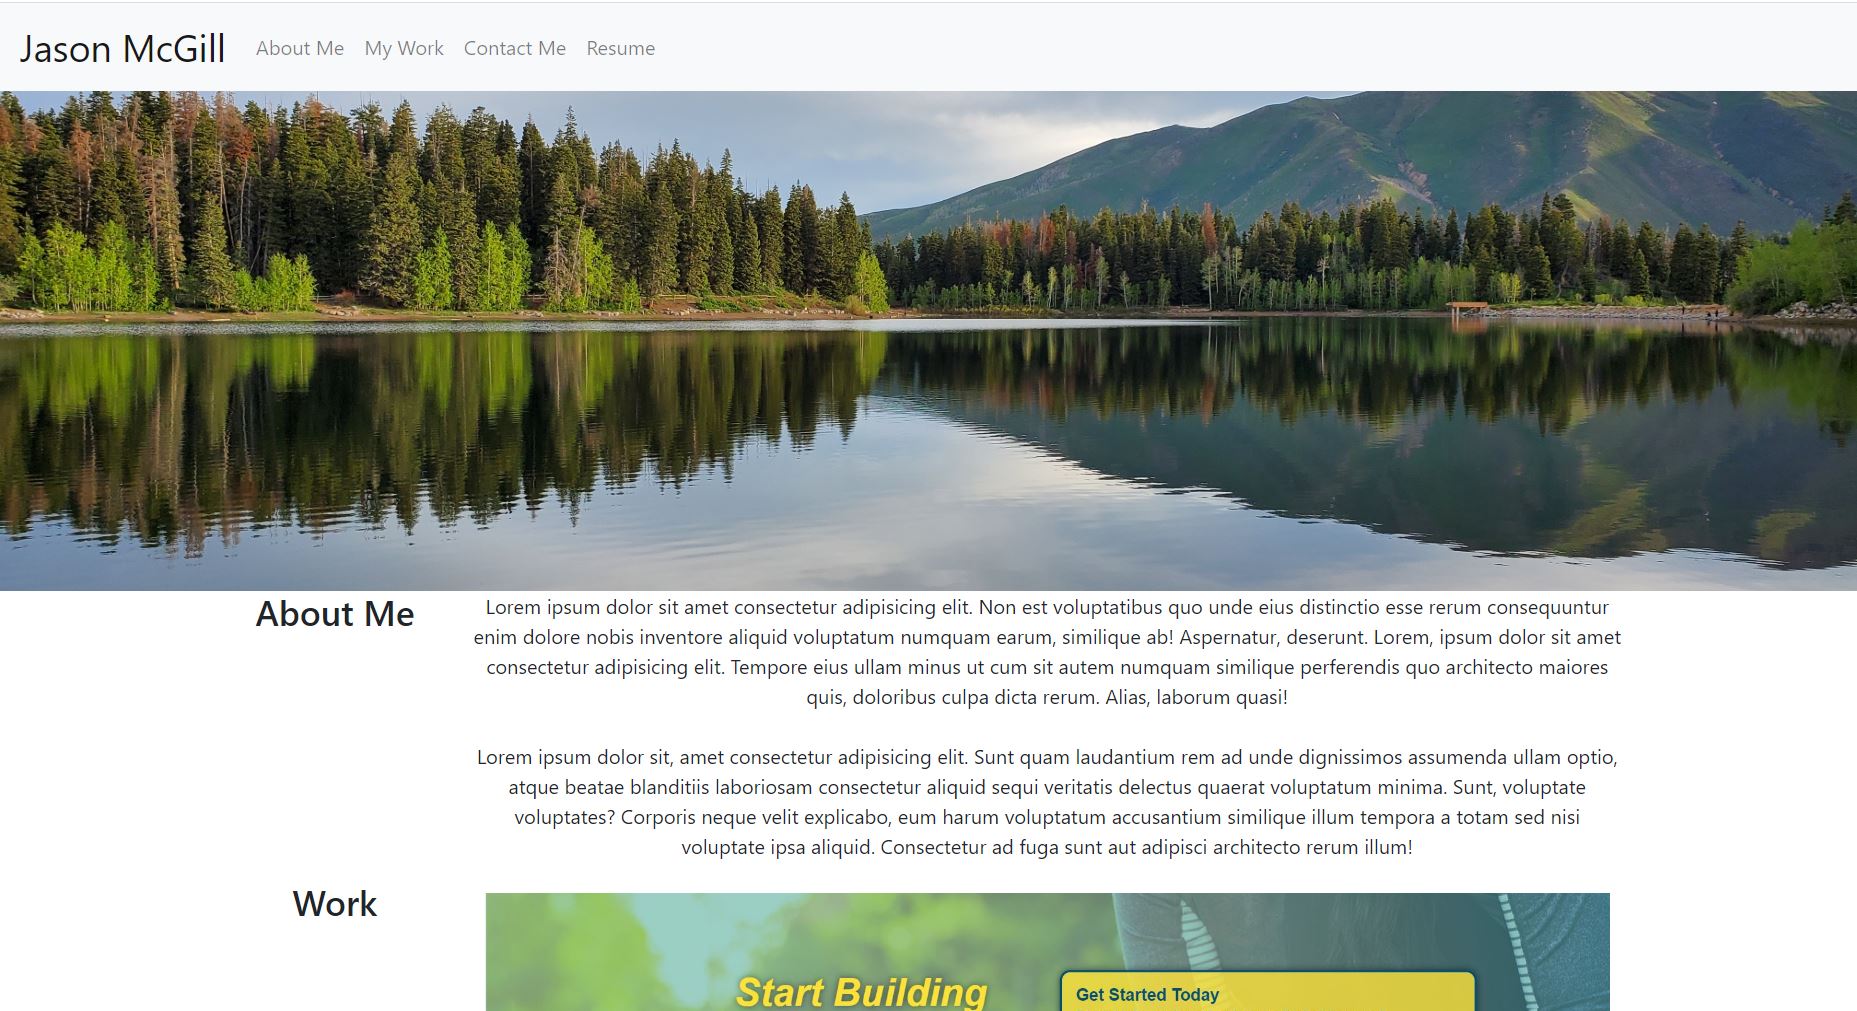 Jason McGill About Me My Work Contact Me Resume
About Me
Lorem ipsum dolor sit amet consectetur adipisicing elit. Non est voluptatibus quo unde eius distinctio esse rerum consequuntur
enim dolore nobis inventore aliquid voluptatum numquam earum, similique ab! Aspernatur, deserunt. Lorem, ipsum dolor sit amet
consectetur adipisicing elit. Tempore eius ullam minus ut cum sit autem numquam similique perferendis quo architecto maiores
quis, doloribus culpa dicta rerum. Alias, laborum quasi!
Lorem ipsum dolor sit, amet consectetur adipisicing elit. Sunt quam laudantium rem ad unde dignissimos assumenda ullam optio,
atque beatae blanditiis laboriosam consectetur aliquid sequi veritatis delectus quaerat voluptatum minima. Sunt, voluptate
voluptates? Corporis neque velit explicabo, eum harum voluptatum accusantium similique illum tempora a totam sed nisi
voluptate ipsa aliquid. Consectetur ad fuga sunt aut adipisci architecto rerum illum!
Work
Start Building
Get Started Today